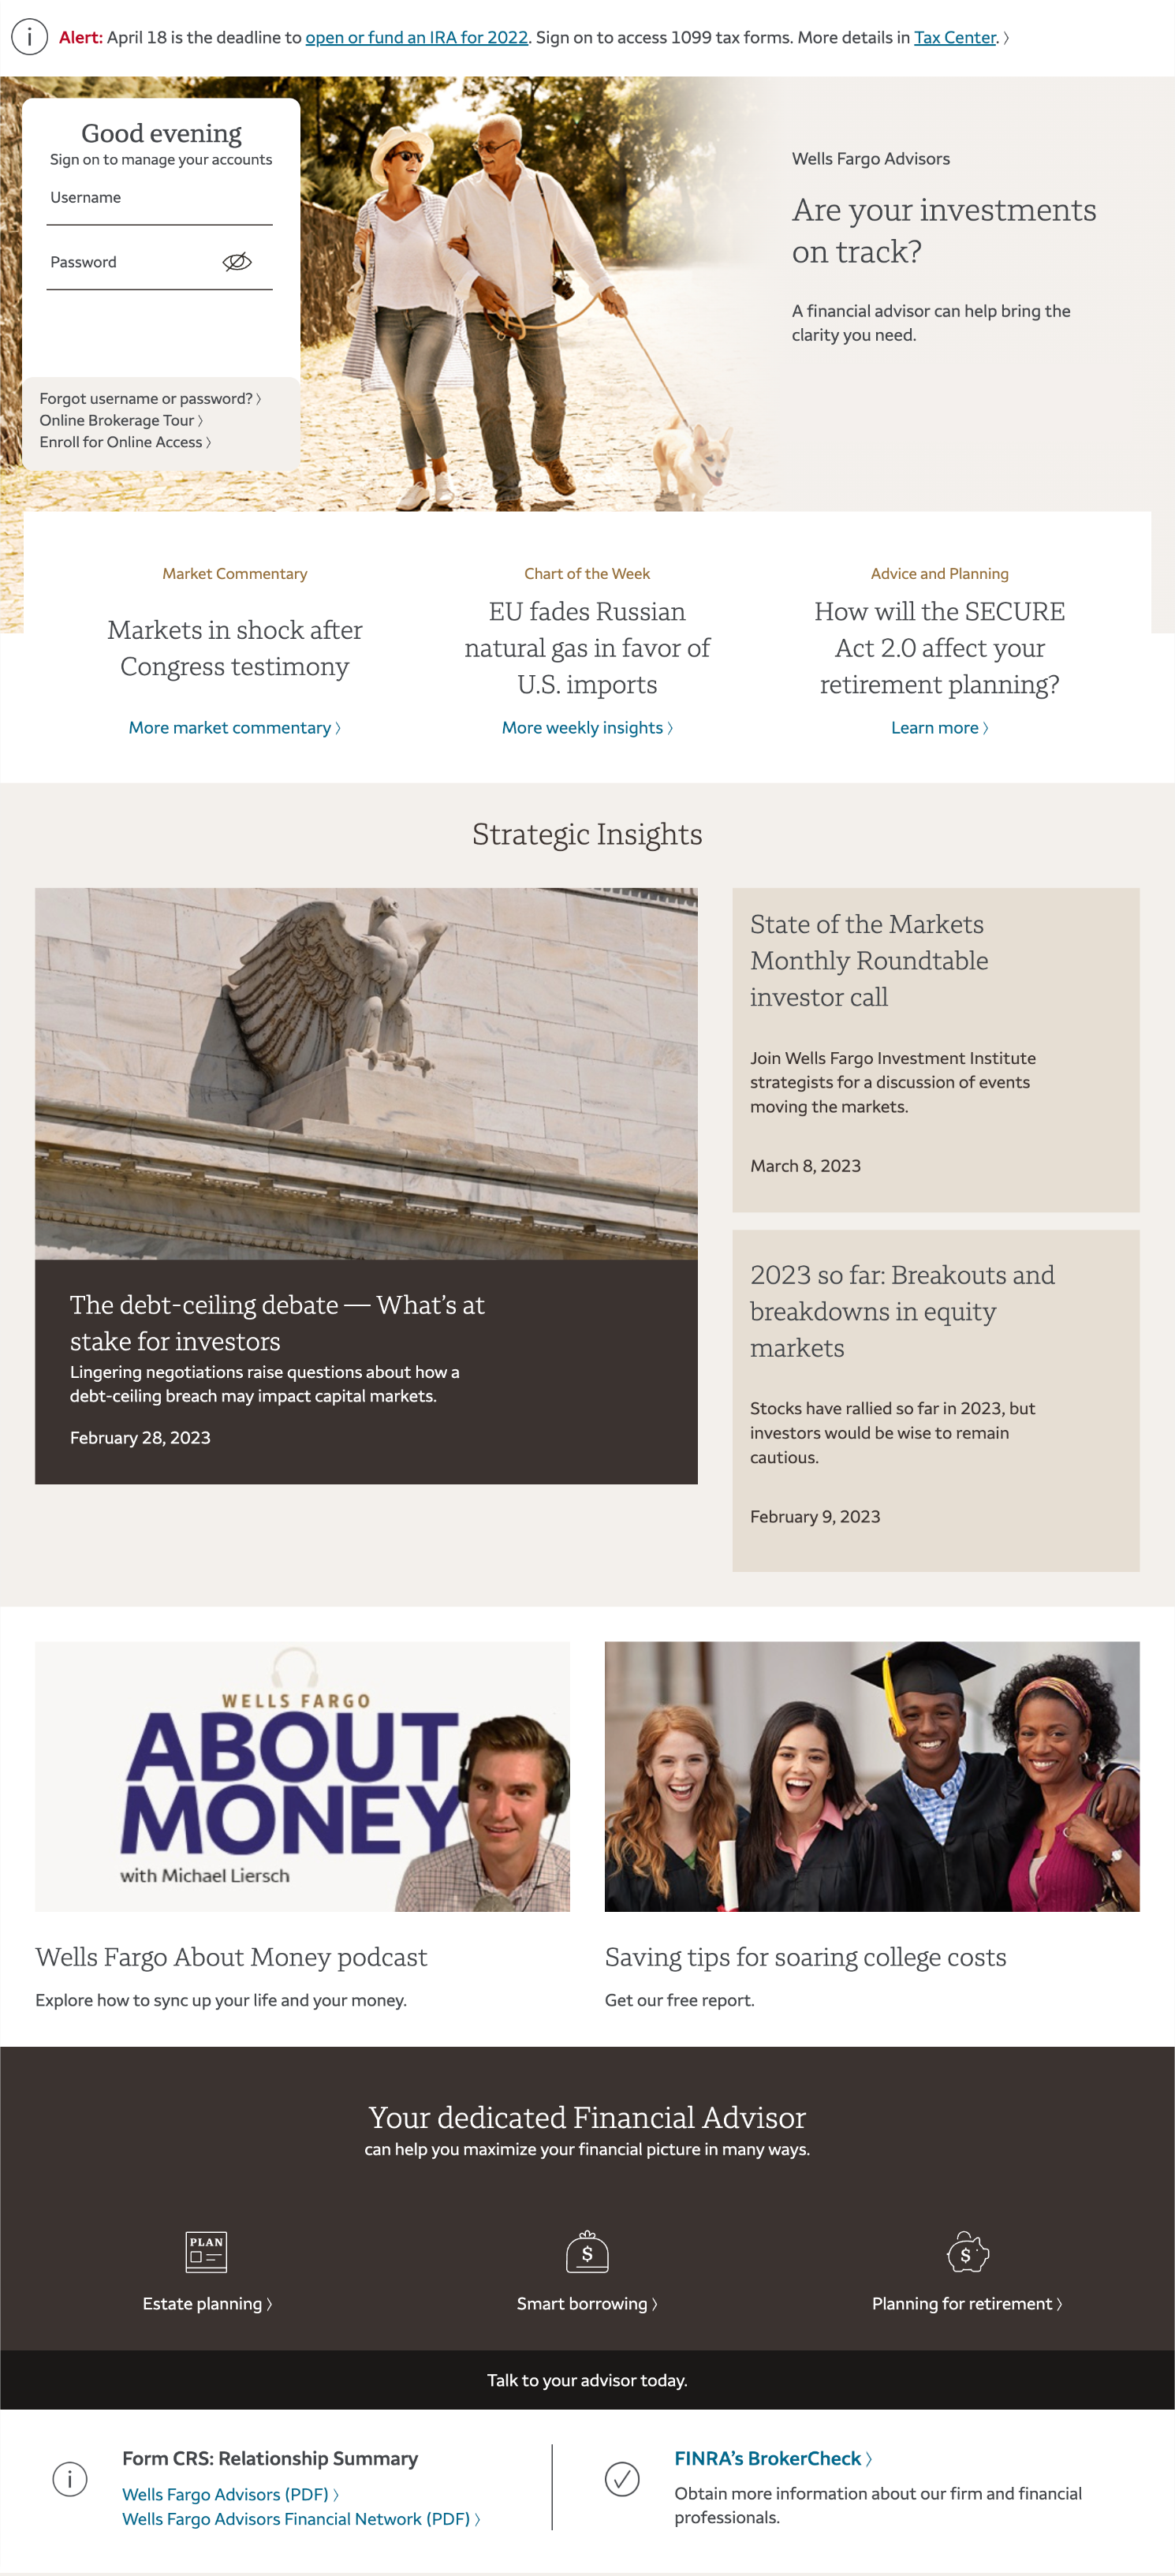 Alert: April 18 is the deadline to open or fund an IRA for 2022. Sign on to access 1099 tax forms. More details in Tax Center. 〉
Good evening
Sign on to manage your accounts
Username
Password
Forgot username or password? 〉
Online Brokerage Tour 〉
Enroll for Online Access 〉
Wells Fargo Advisors
Are your investments
on track?
A financial advisor can help bring the
clarity you need.
Market Commentary
Markets in shock after
Congress testimony
More market commentary 〉
Chart of the Week
EU fades Russian
natural gas in favor of
U.S. imports
More weekly insights 〉
Advice and Planning
How will the SECURE
Act 2.0 affect your
retirement planning?
Learn more 〉
Strategic Insights
The debt-ceiling debate — What’s at
stake for investors
Lingering negotiations raise questions about how a
debt-ceiling breach may impact capital markets.
February 28, 2023
State of the Markets
Monthly Roundtable
investor call
Join Wells Fargo Investment Institute
strategists for a discussion of events
moving the markets.
March 8, 2023
2023 so far: Breakouts and
breakdowns in equity
markets
Stocks have rallied so far in 2023, but
investors would be wise to remain
cautious.
February 9, 2023
WELLS FARGO
ABOUT
MONEY
with Michael Liersch
Wells Fargo About Money podcast
Explore how to sync up your life and your money.
Saving tips for soaring college costs
Get our free report.
Your dedicated Financial Advisor
can help you maximize your financial picture in many ways.
PLAN
Estate planning 〉
$
Smart borrowing 〉
$
Planning for retirement 〉
Talk to your advisor today.
Form CRS: Relationship Summary
Wells Fargo Advisors (PDF) 〉
Wells Fargo Advisors Financial Network (PDF) 〉
FINRA’s BrokerCheck 〉
Obtain more information about our firm and financial
professionals.